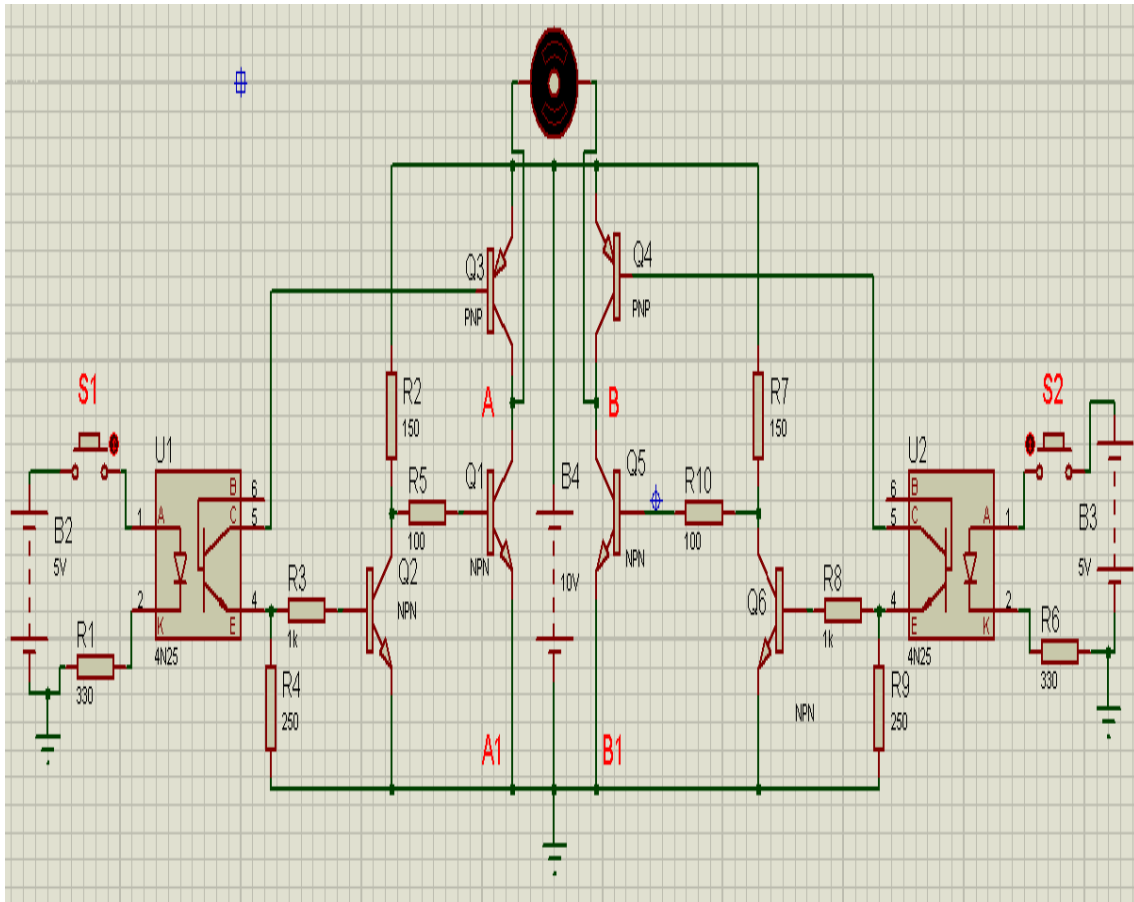 Q3
PNP
Q4
PNP
S1
R2
150
A
B
R7
150
S2
U1
B 6
C 5
A 1
K 2
E 4
4N25
B2
5V
R1
330
R5
100
Q1
NPN
B4
10V
Q5
NPN
R10
100
U2
6 B
5 C
A 1
K 2
4 E
4N25
B3
5V
R3
1k
Q2
NPN
Q6
NPN
R8
1k
R6
330
R4
250
R9
250
A1
B1